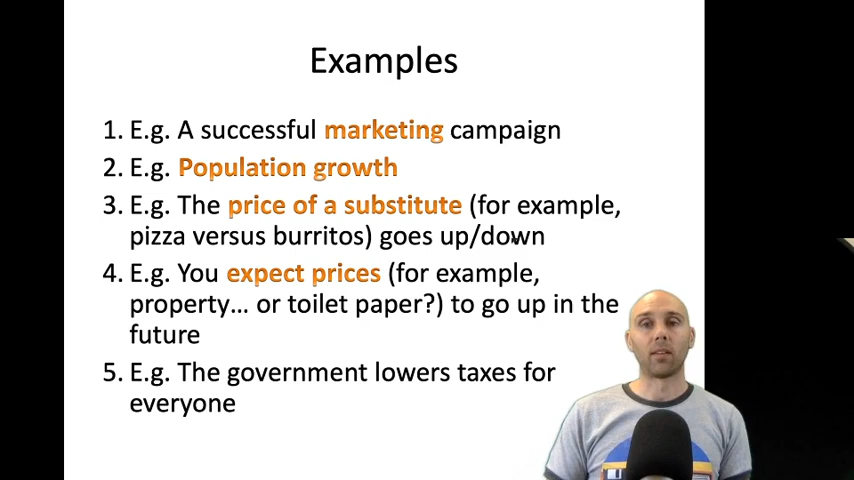 Examples
1. E.g. A successful marketing campaign
2. E.g. Population growth
3. E.g. The price of a substitute (for example,
pizza versus burritos) goes up/down
4. E.g. You expect prices (for example,
property… or toilet paper?) to go up in the
future
5. E.g. The government lowers taxes for
everyone